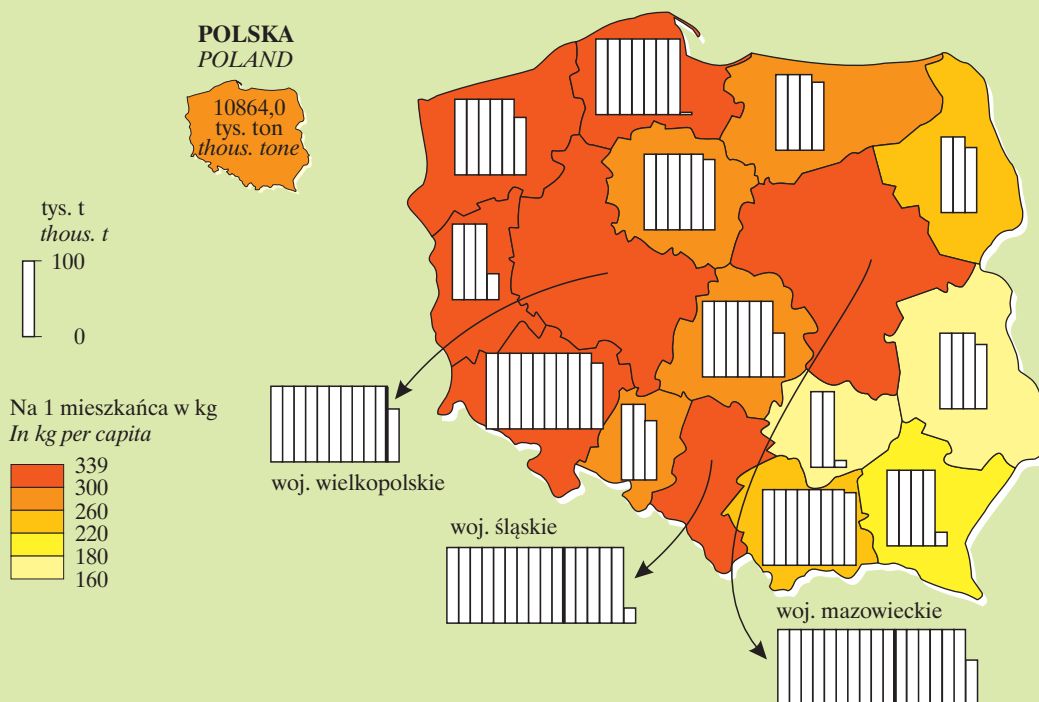 POLSKA
POLAND
10864,0
tys. ton
thous. tone
tys. t
thous. t
100
0
Na 1 mieszkańca w kg
In kg per capita
339
300
260
220
180
160
woj. wielkopolskie
woj. śląskie
woj. mazowieckie